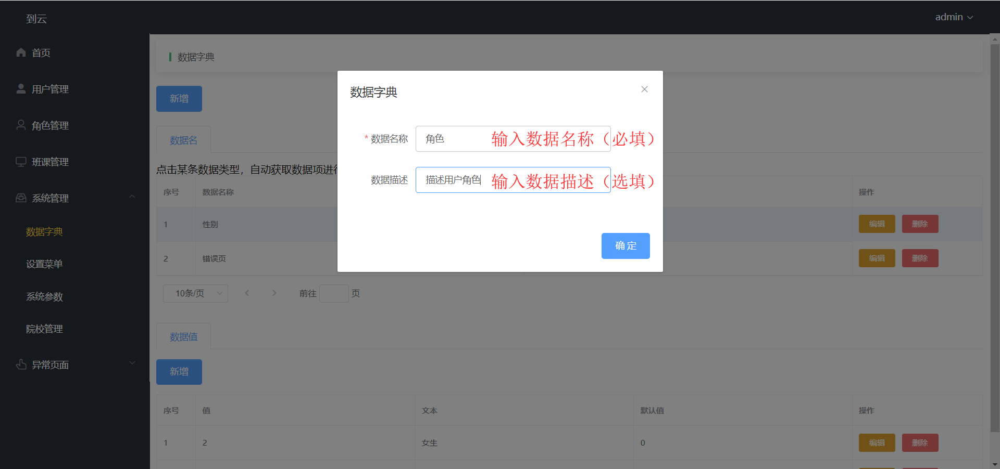 到云
admin
首页
用户管理
角色管理
班课管理
系统管理
数据字典
设置菜单
系统参数
院校管理
异常页面
数据字典
新增
数据名
点击某条数据类型，自动获取数据项进行
序号 数据名称 操作
1 性别 编辑 删除
2 错误页 编辑 删除
10条/页 前往 页
数据字典
* 数据名称 角色 输入数据名称（必填）
数据描述 描述用户角色 输入数据描述（选填）
确定
数据值
新增
序号 值 文本 默认值 操作
1 2 女生 0 编辑 删除